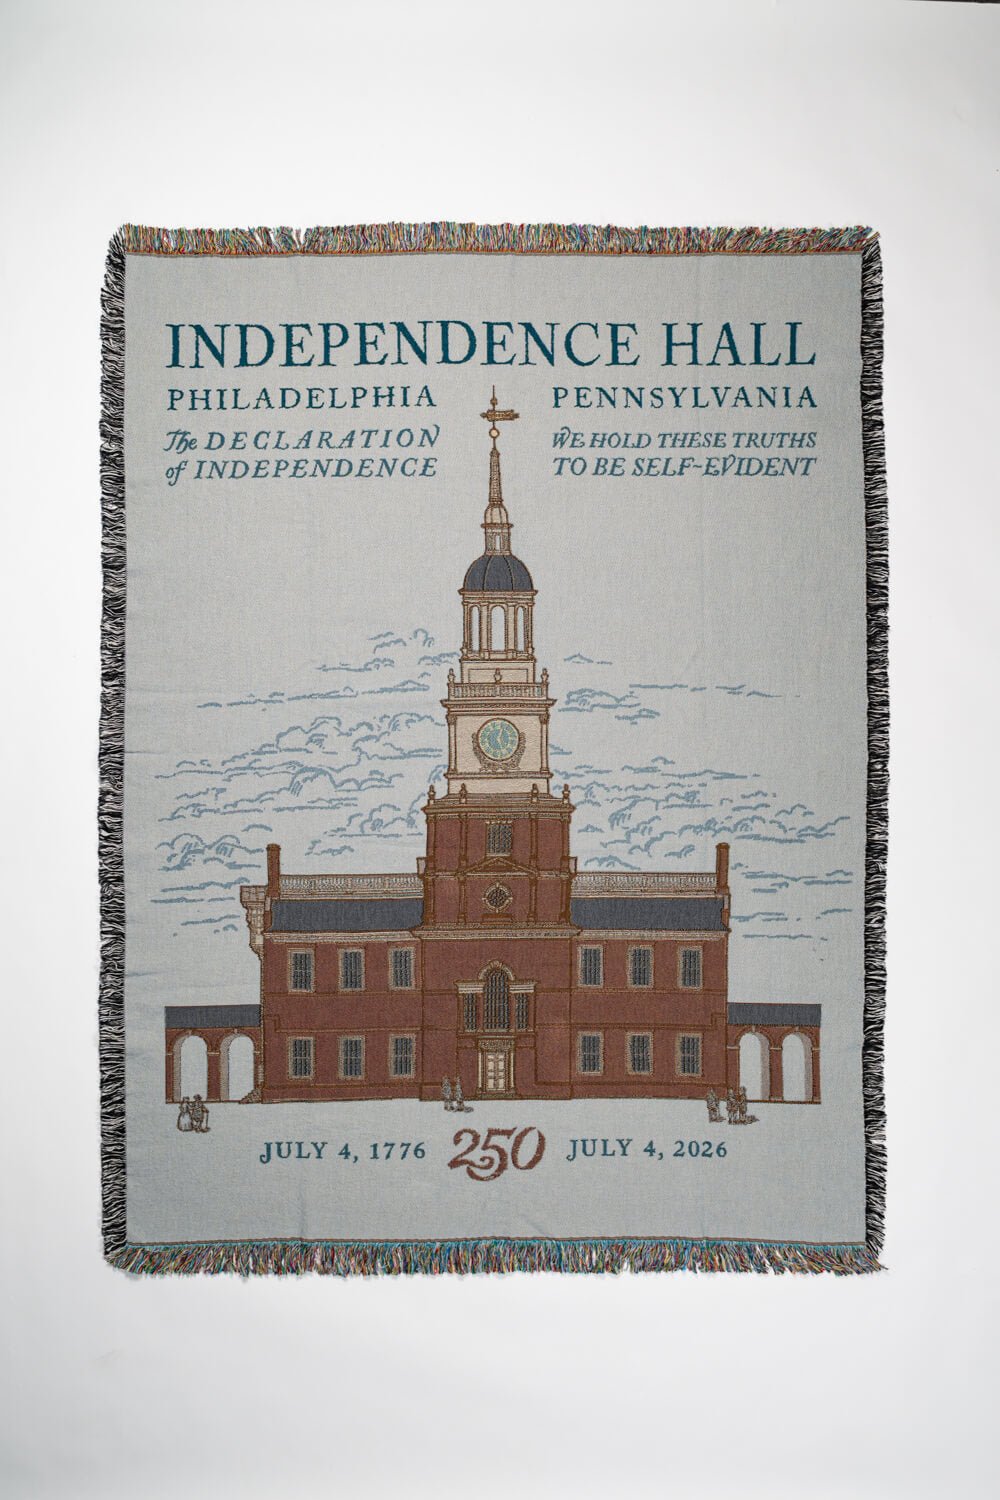 INDEPENDENCE HALL
PHILADELPHIA PENNSYLVANIA
The DECLARATION
of INDEPENDENCE
WE HOLD THESE TRUTHS
TO BE SELF~EVIDENT
JULY 4, 1776 250 JULY 4, 2026